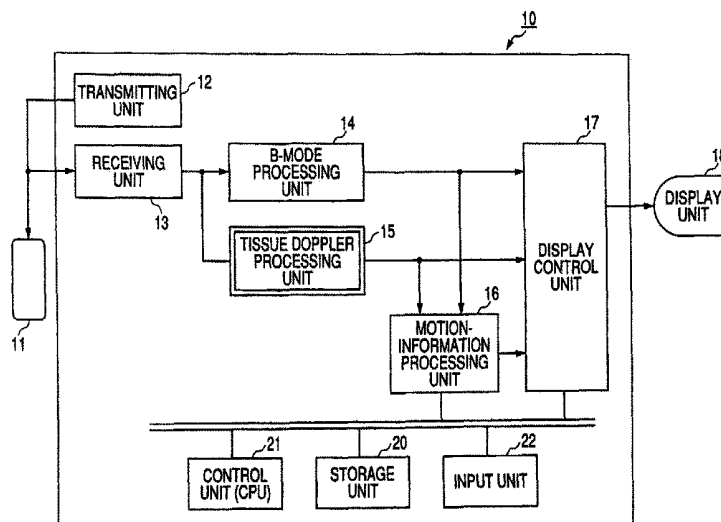 10
TRANSMITTING
UNIT
12
RECEIVING
UNIT
13
14
B-MODE
PROCESSING
UNIT
15
TISSUE DOPPLER
PROCESSING
UNIT
16
MOTION-
INFORMATION
PROCESSING
UNIT
17
DISPLAY
CONTROL
UNIT
18
DISPLAY
UNIT
11
21
CONTROL
UNIT (CPU)
20
STORAGE
UNIT
22
INPUT UNIT